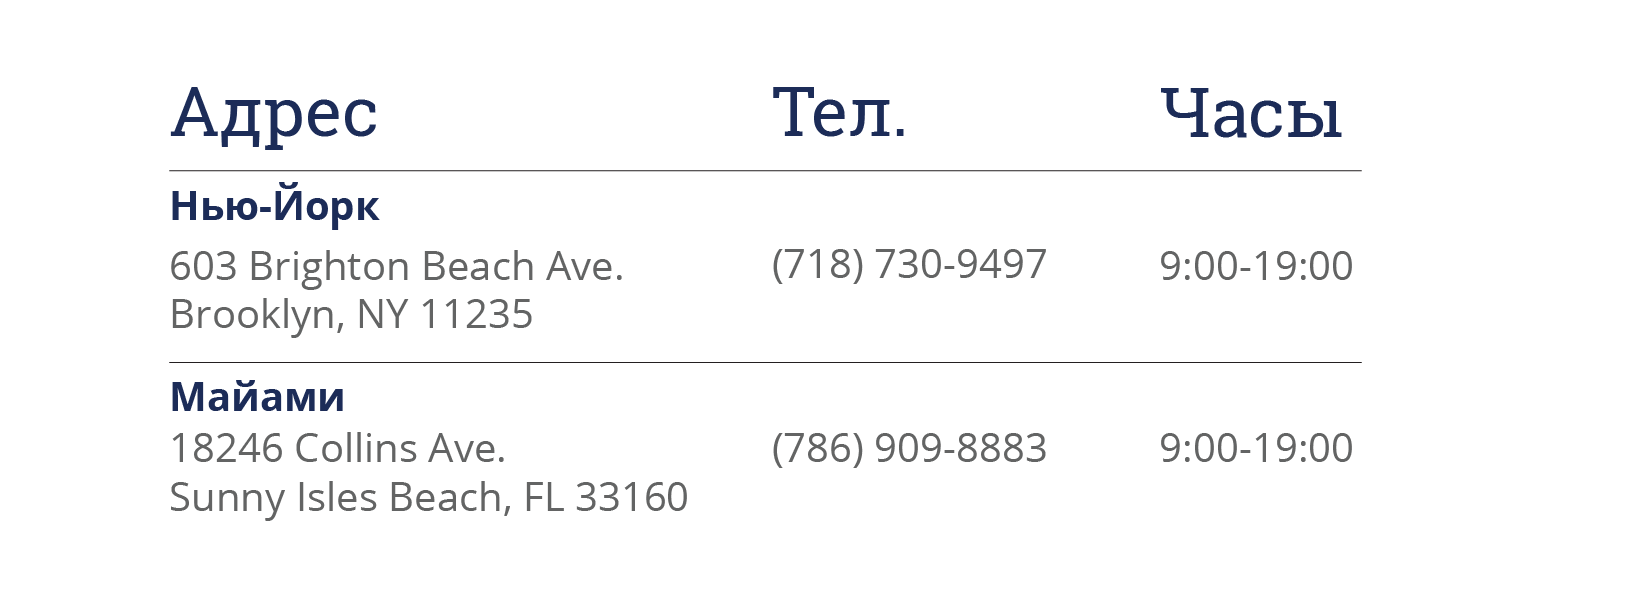 Адрес Тел. Часы
Нью-Йорк
603 Brighton Beach Ave. (718) 730-9497 9:00-19:00
Brooklyn, NY 11235
Майами
18246 Collins Ave. (786) 909-8883 9:00-19:00
Sunny Isles Beach, FL 33160